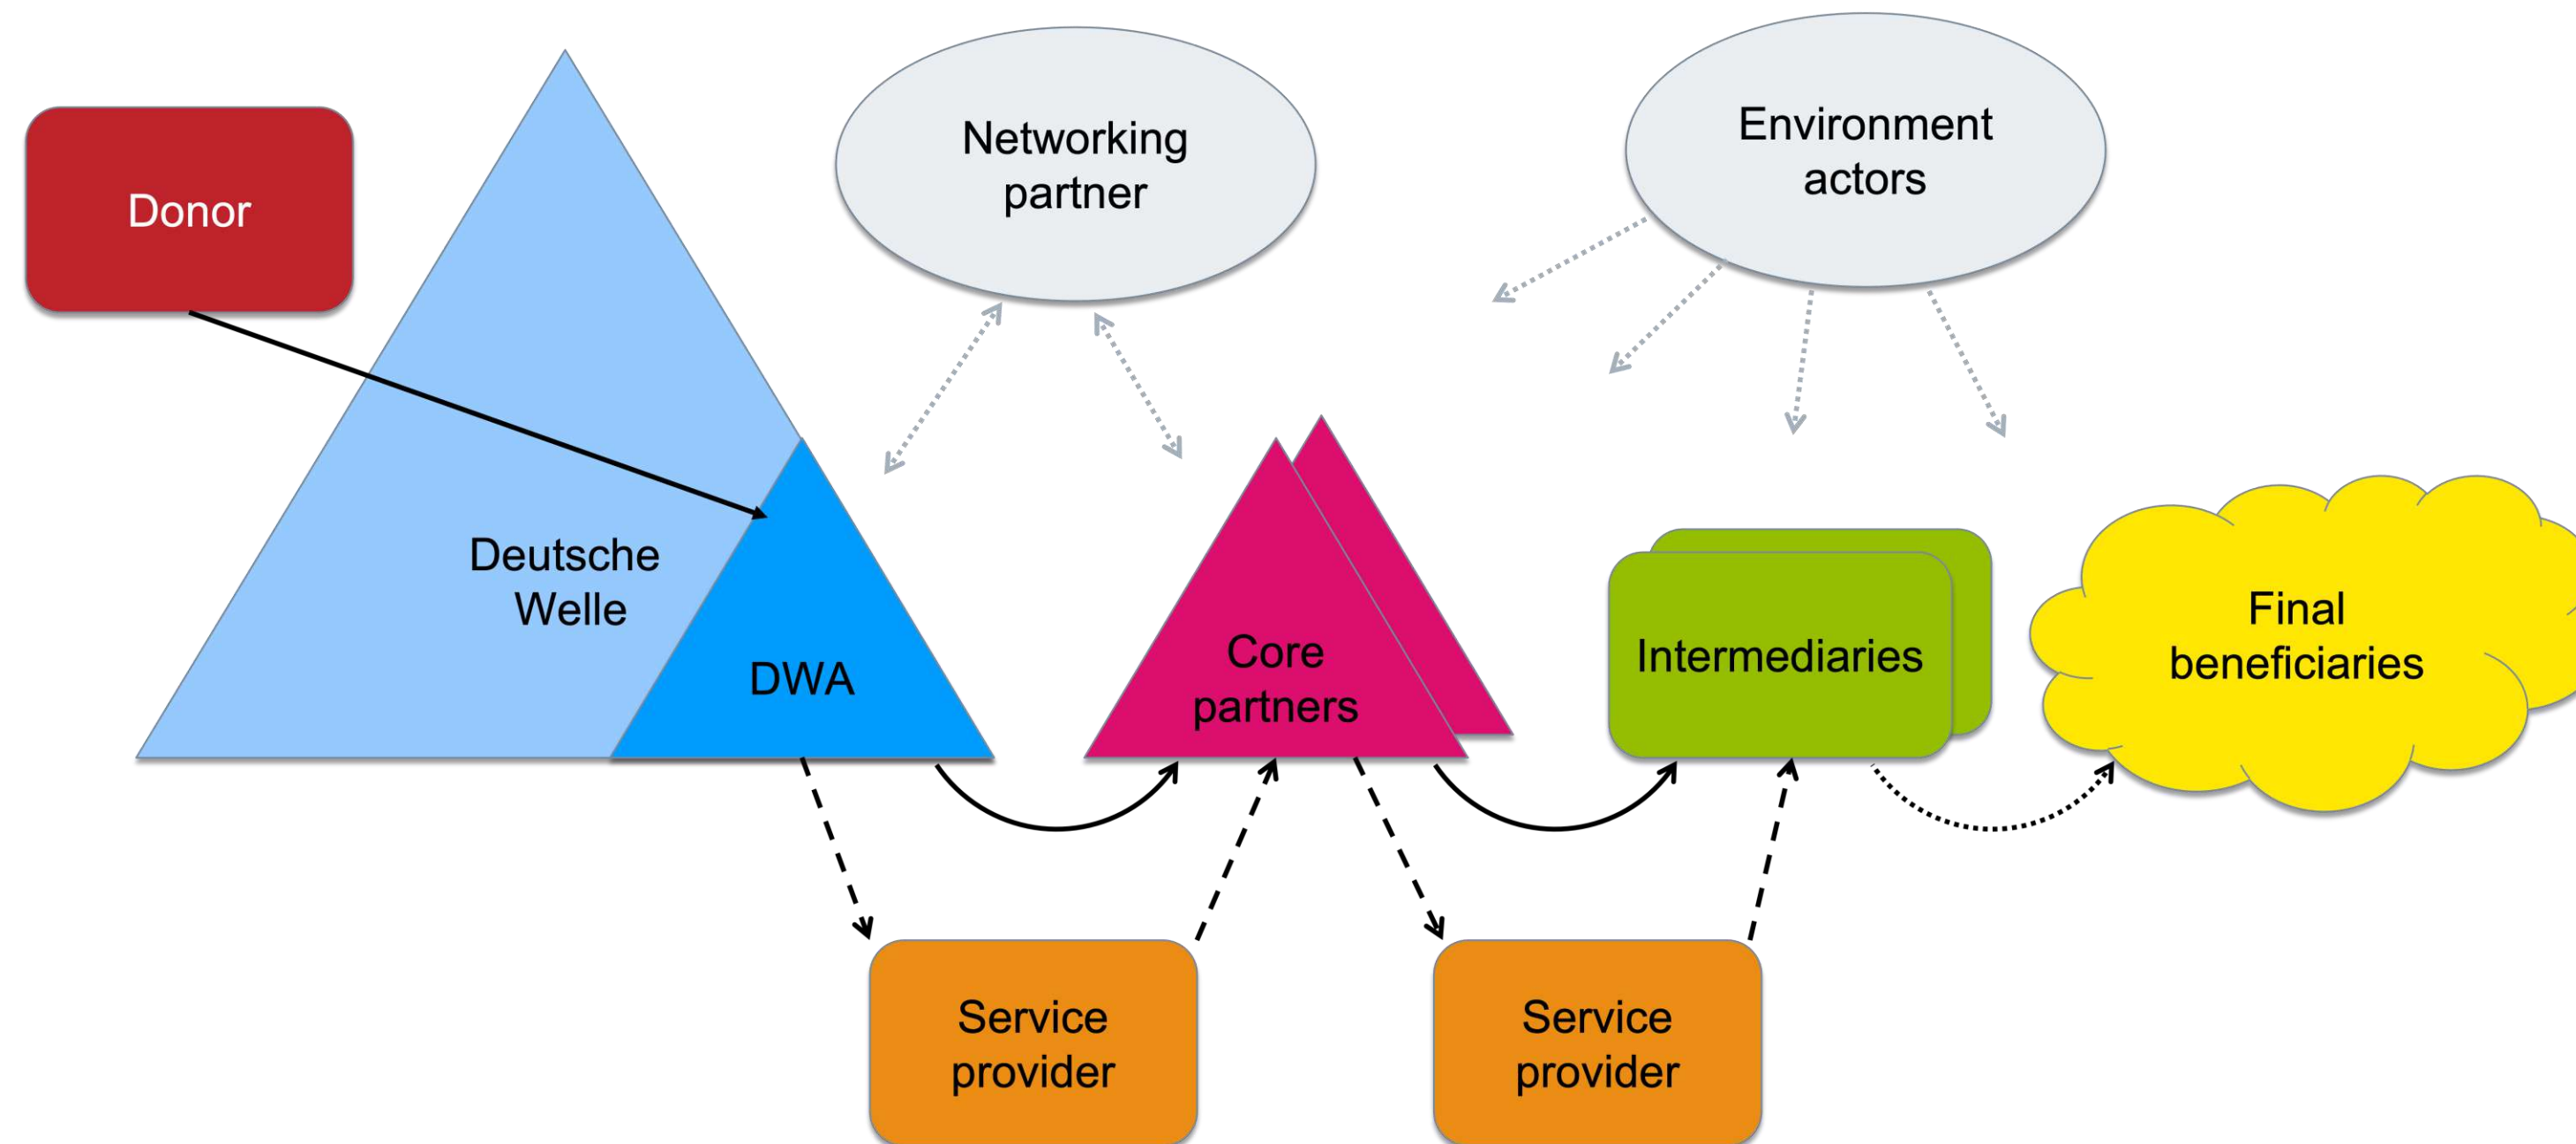 Donor
Networking
partner
Environment
actors
Deutsche
Welle
DWA
Core
partners
Intermediaries
Final
beneficiaries
Service
provider
Service
provider